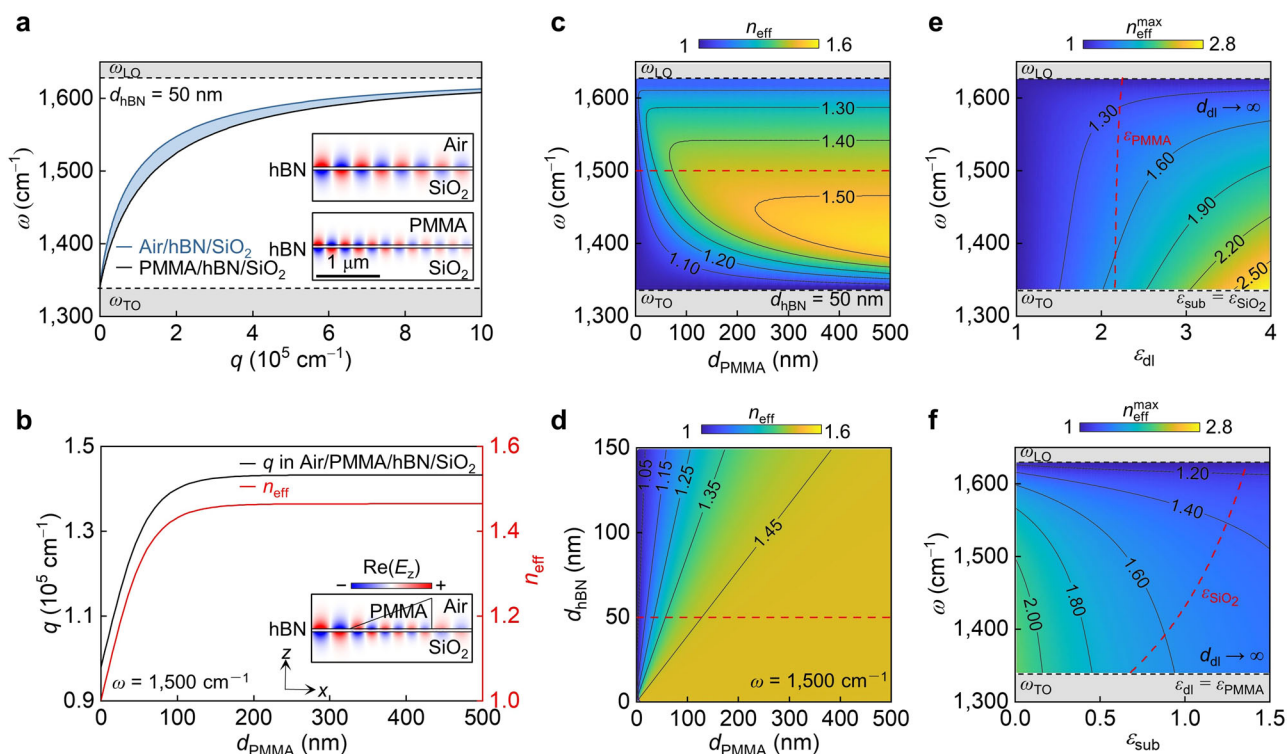 a
ω_LO
d_hBN = 50 nm
Air
hBN
SiO₂
PMMA
hBN
SiO₂
1 μm
Air/hBN/SiO₂
PMMA/hBN/SiO₂
ω_TO
1,600
1,500
1,400
1,300
ω (cm⁻¹)
0 2 4 6 8 10
q (10⁵ cm⁻¹)
b
1.5
1.3
1.1
0.9
q (10⁵ cm⁻¹)
q in Air/PMMA/hBN/SiO₂
n_eff
1.6
1.4
1.2
1.0
n_eff
− Re(E_z) +
PMMA Air
hBN
SiO₂
z
x
ω = 1,500 cm⁻¹
0 100 200 300 400 500
d_PMMA (nm)
c
n_eff
1 1.6
ω_LO
1.30
1.40
1.50
1.20
1.10
ω_TO
d_hBN = 50 nm
1,600
1,500
1,400
1,300
ω (cm⁻¹)
0 100 200 300 400 500
d_PMMA (nm)
d
n_eff
1 1.6
150
100
50
0
d_hBN (nm)
1.05
1.15
1.25
1.35
1.45
ω = 1,500 cm⁻¹
0 100 200 300 400 500
d_PMMA (nm)
e
n_eff^max
1 2.8
ω_LO
d_dl → ∞
1.30
ε_PMMA
1.60
1.90
2.20
2.50
ω_TO
ε_sub = ε_SiO₂
1,600
1,500
1,400
1,300
ω (cm⁻¹)
1 2 3 4
ε_dl
f
n_eff^max
1 2.8
ω_LO
1.20
1.40
1.60
1.80
2.00
ε_SiO₂
d_dl → ∞
ω_TO
ε_dl = ε_PMMA
1,600
1,500
1,400
1,300
ω (cm⁻¹)
0.0 0.5 1.0 1.5
ε_sub